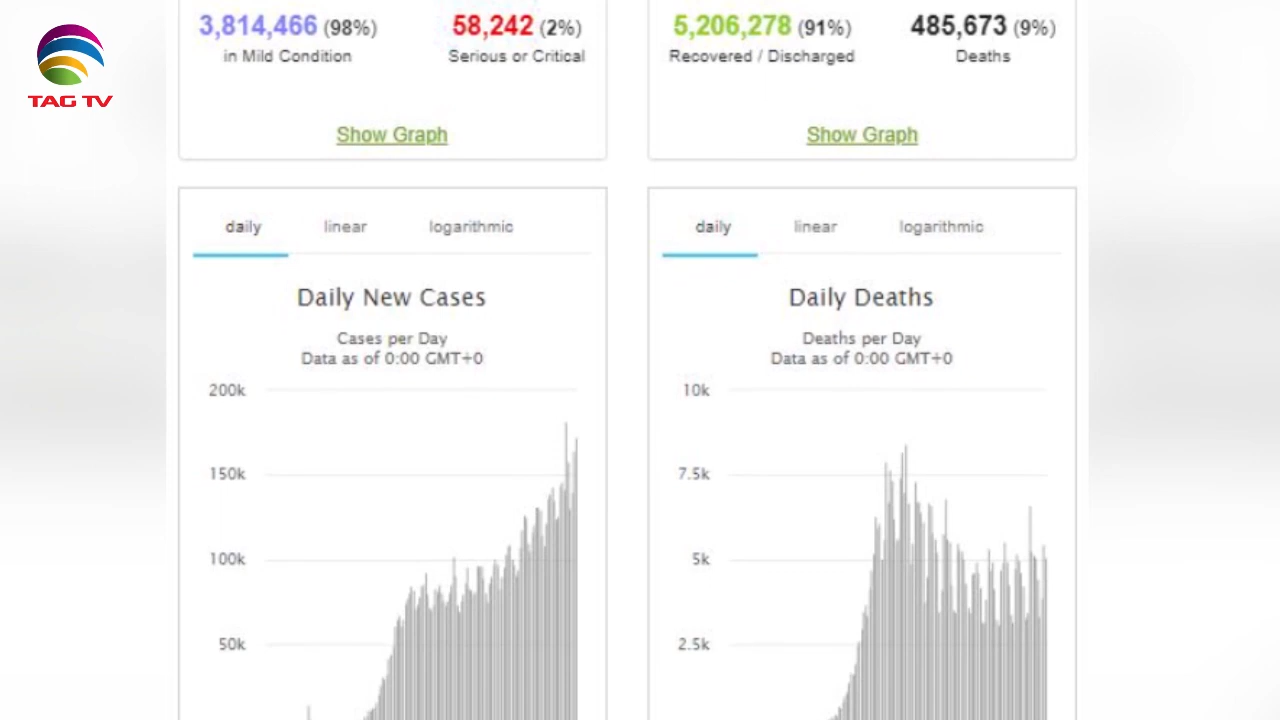 TAG TV
3,814,466 (98%)
in Mild Condition
58,242 (2%)
Serious or Critical
Show Graph
5,206,278 (91%)
Recovered / Discharged
485,673 (9%)
Deaths
Show Graph
daily linear logarithmic
Daily New Cases
Cases per Day
Data as of 0:00 GMT+0
200k
150k
100k
50k
daily linear logarithmic
Daily Deaths
Deaths per Day
Data as of 0:00 GMT+0
10k
7.5k
5k
2.5k